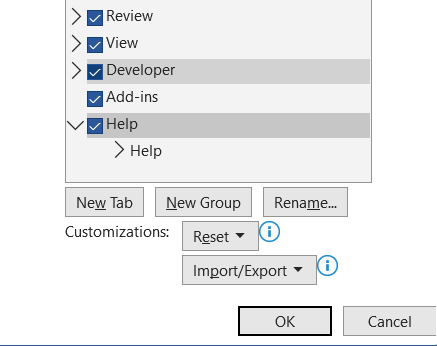 Review
View
Developer
Add-ins
Help
Help
New Tab New Group Rename...
Customizations: Reset
Import/Export
OK Cancel